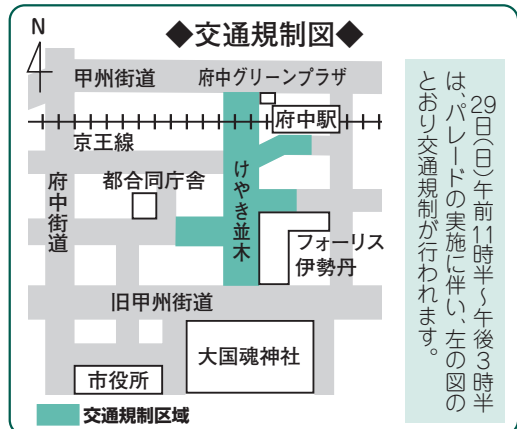 ◆交通規制図◆
N
甲州街道
府中グリーンプラザ
府中駅
京王線
けやき並木
都合同庁舎
府中街道
フォーリス
伊勢丹
旧甲州街道
大国魂神社
市役所
交通規制区域
29日(日)午前11時半～午後3時半
は、パレードの実施に伴い、左の図の
とおり交通規制が行われます。